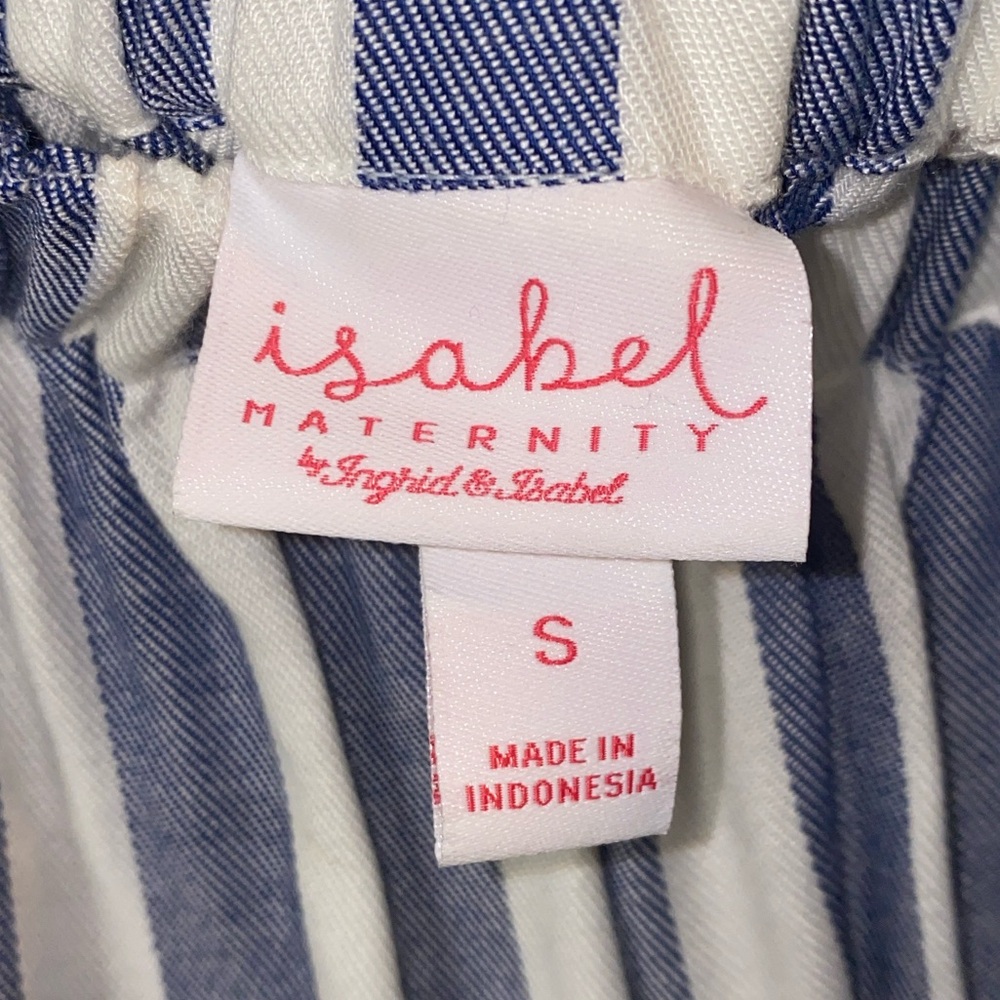 isabel
MATERNITY
by Ingrid & Isabel
S
MADE IN
INDONESIA